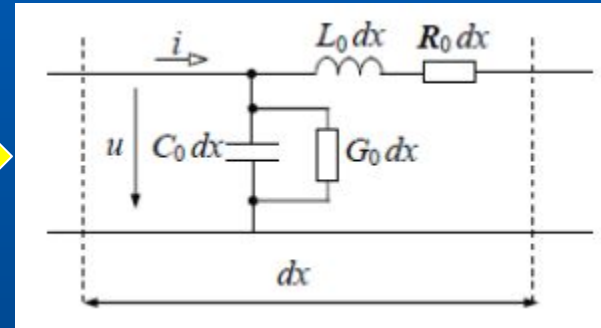 i L₀ dx R₀ dx
u C₀ dx G₀ dx
dx